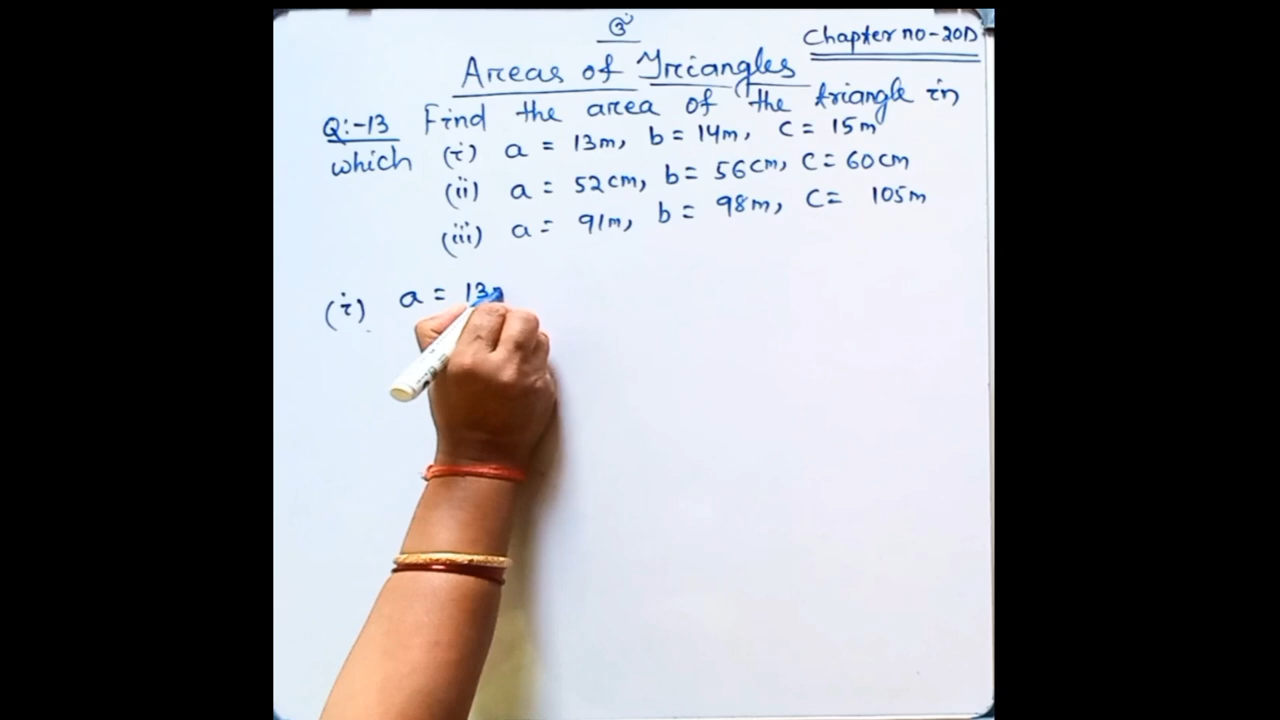 ॐ
Chapter no-20D
Areas of Triangles
Q:-13 Find the area of the triangle in
which (i) a = 13m, b = 14m, c = 15m
(ii) a = 52cm, b = 56cm, c = 60cm
(iii) a = 91m, b = 98m, c = 105m
(i) a = 13m